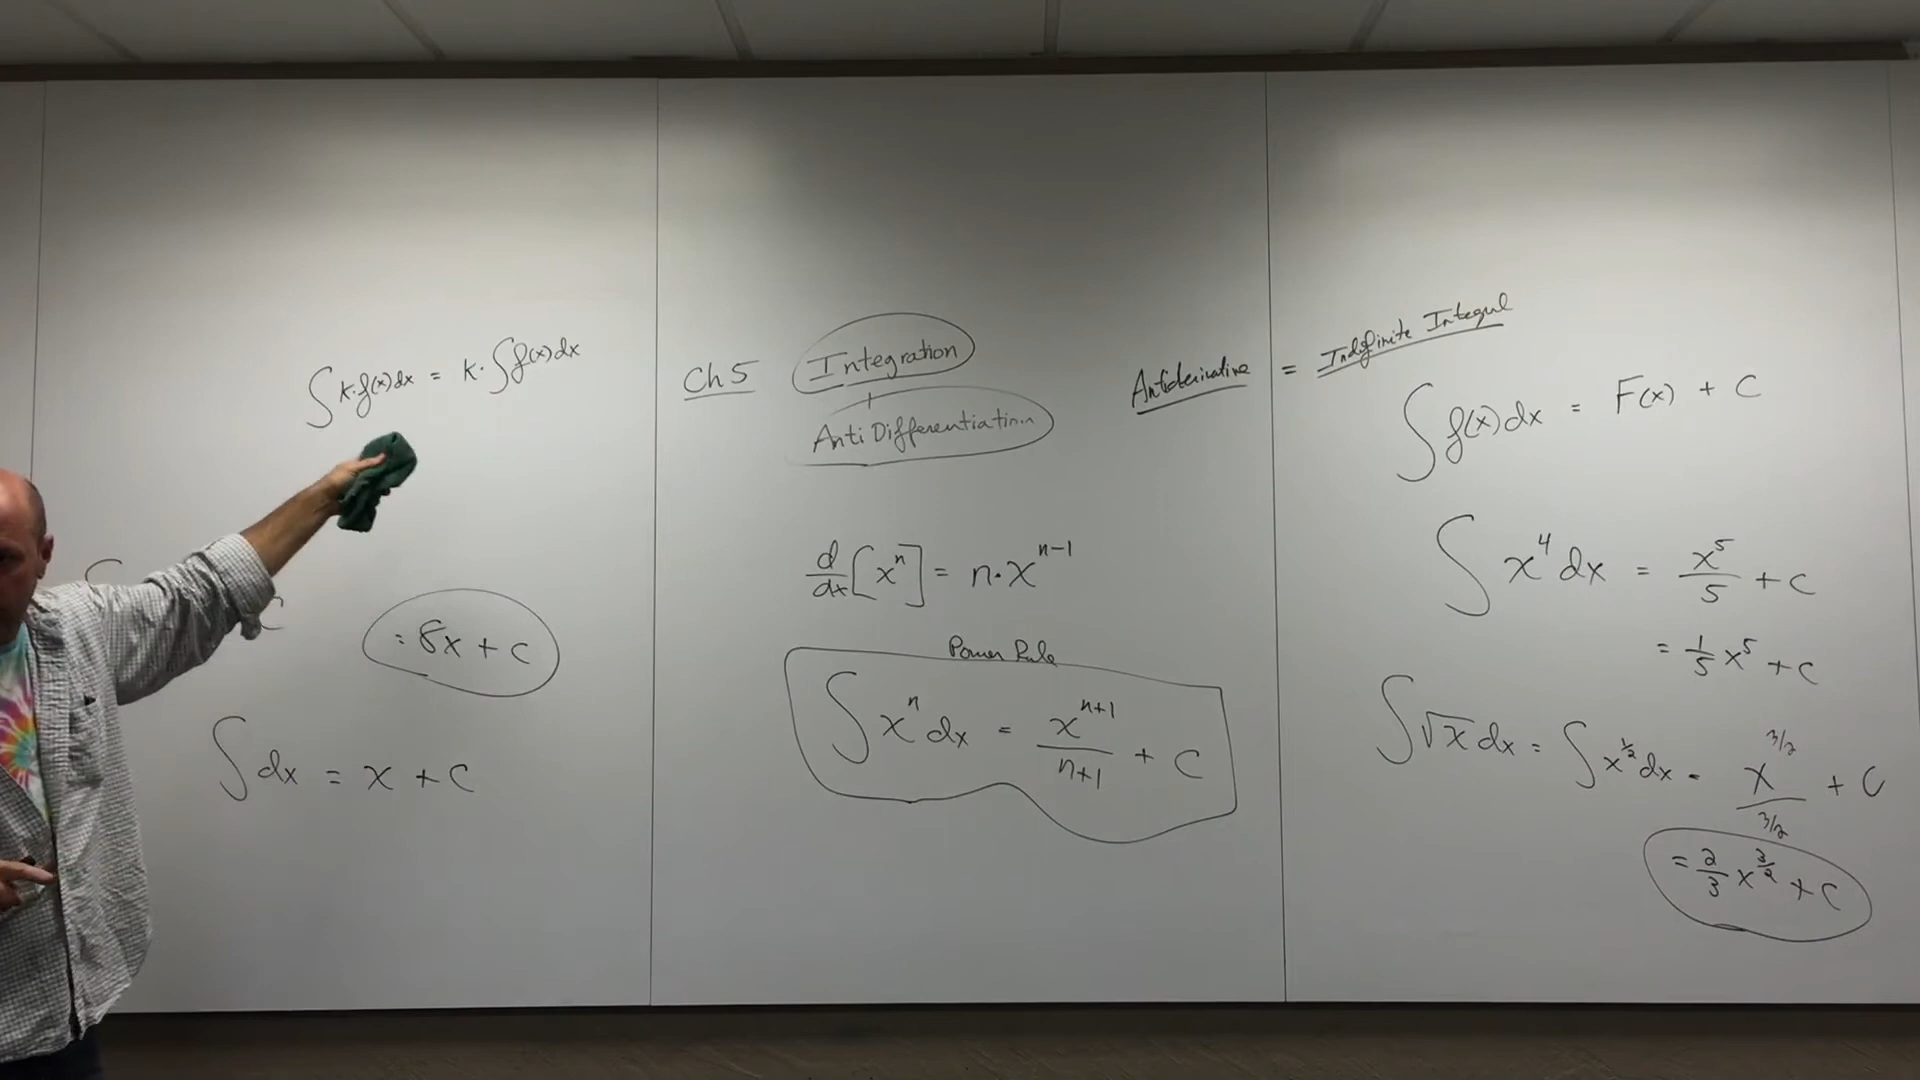 ∫ k·f(x)dx = k·∫ f(x)dx
= 8x + c
∫ dx = x + c
Ch 5 Integration
+
Anti Differentiation
d/dx [xⁿ] = n·xⁿ⁻¹
Power Rule
∫ xⁿ dx = xⁿ⁺¹/n+1 + C
Antiderivative = Indefinite Integral
∫ f(x)dx = F(x) + C
∫ x⁴ dx = x⁵/5 + C
= 1/5 x⁵ + C
∫ √x dx = ∫ x^1/2 dx = x^3/2 / 3/2 + C
= 2/3 x^3/2 + C